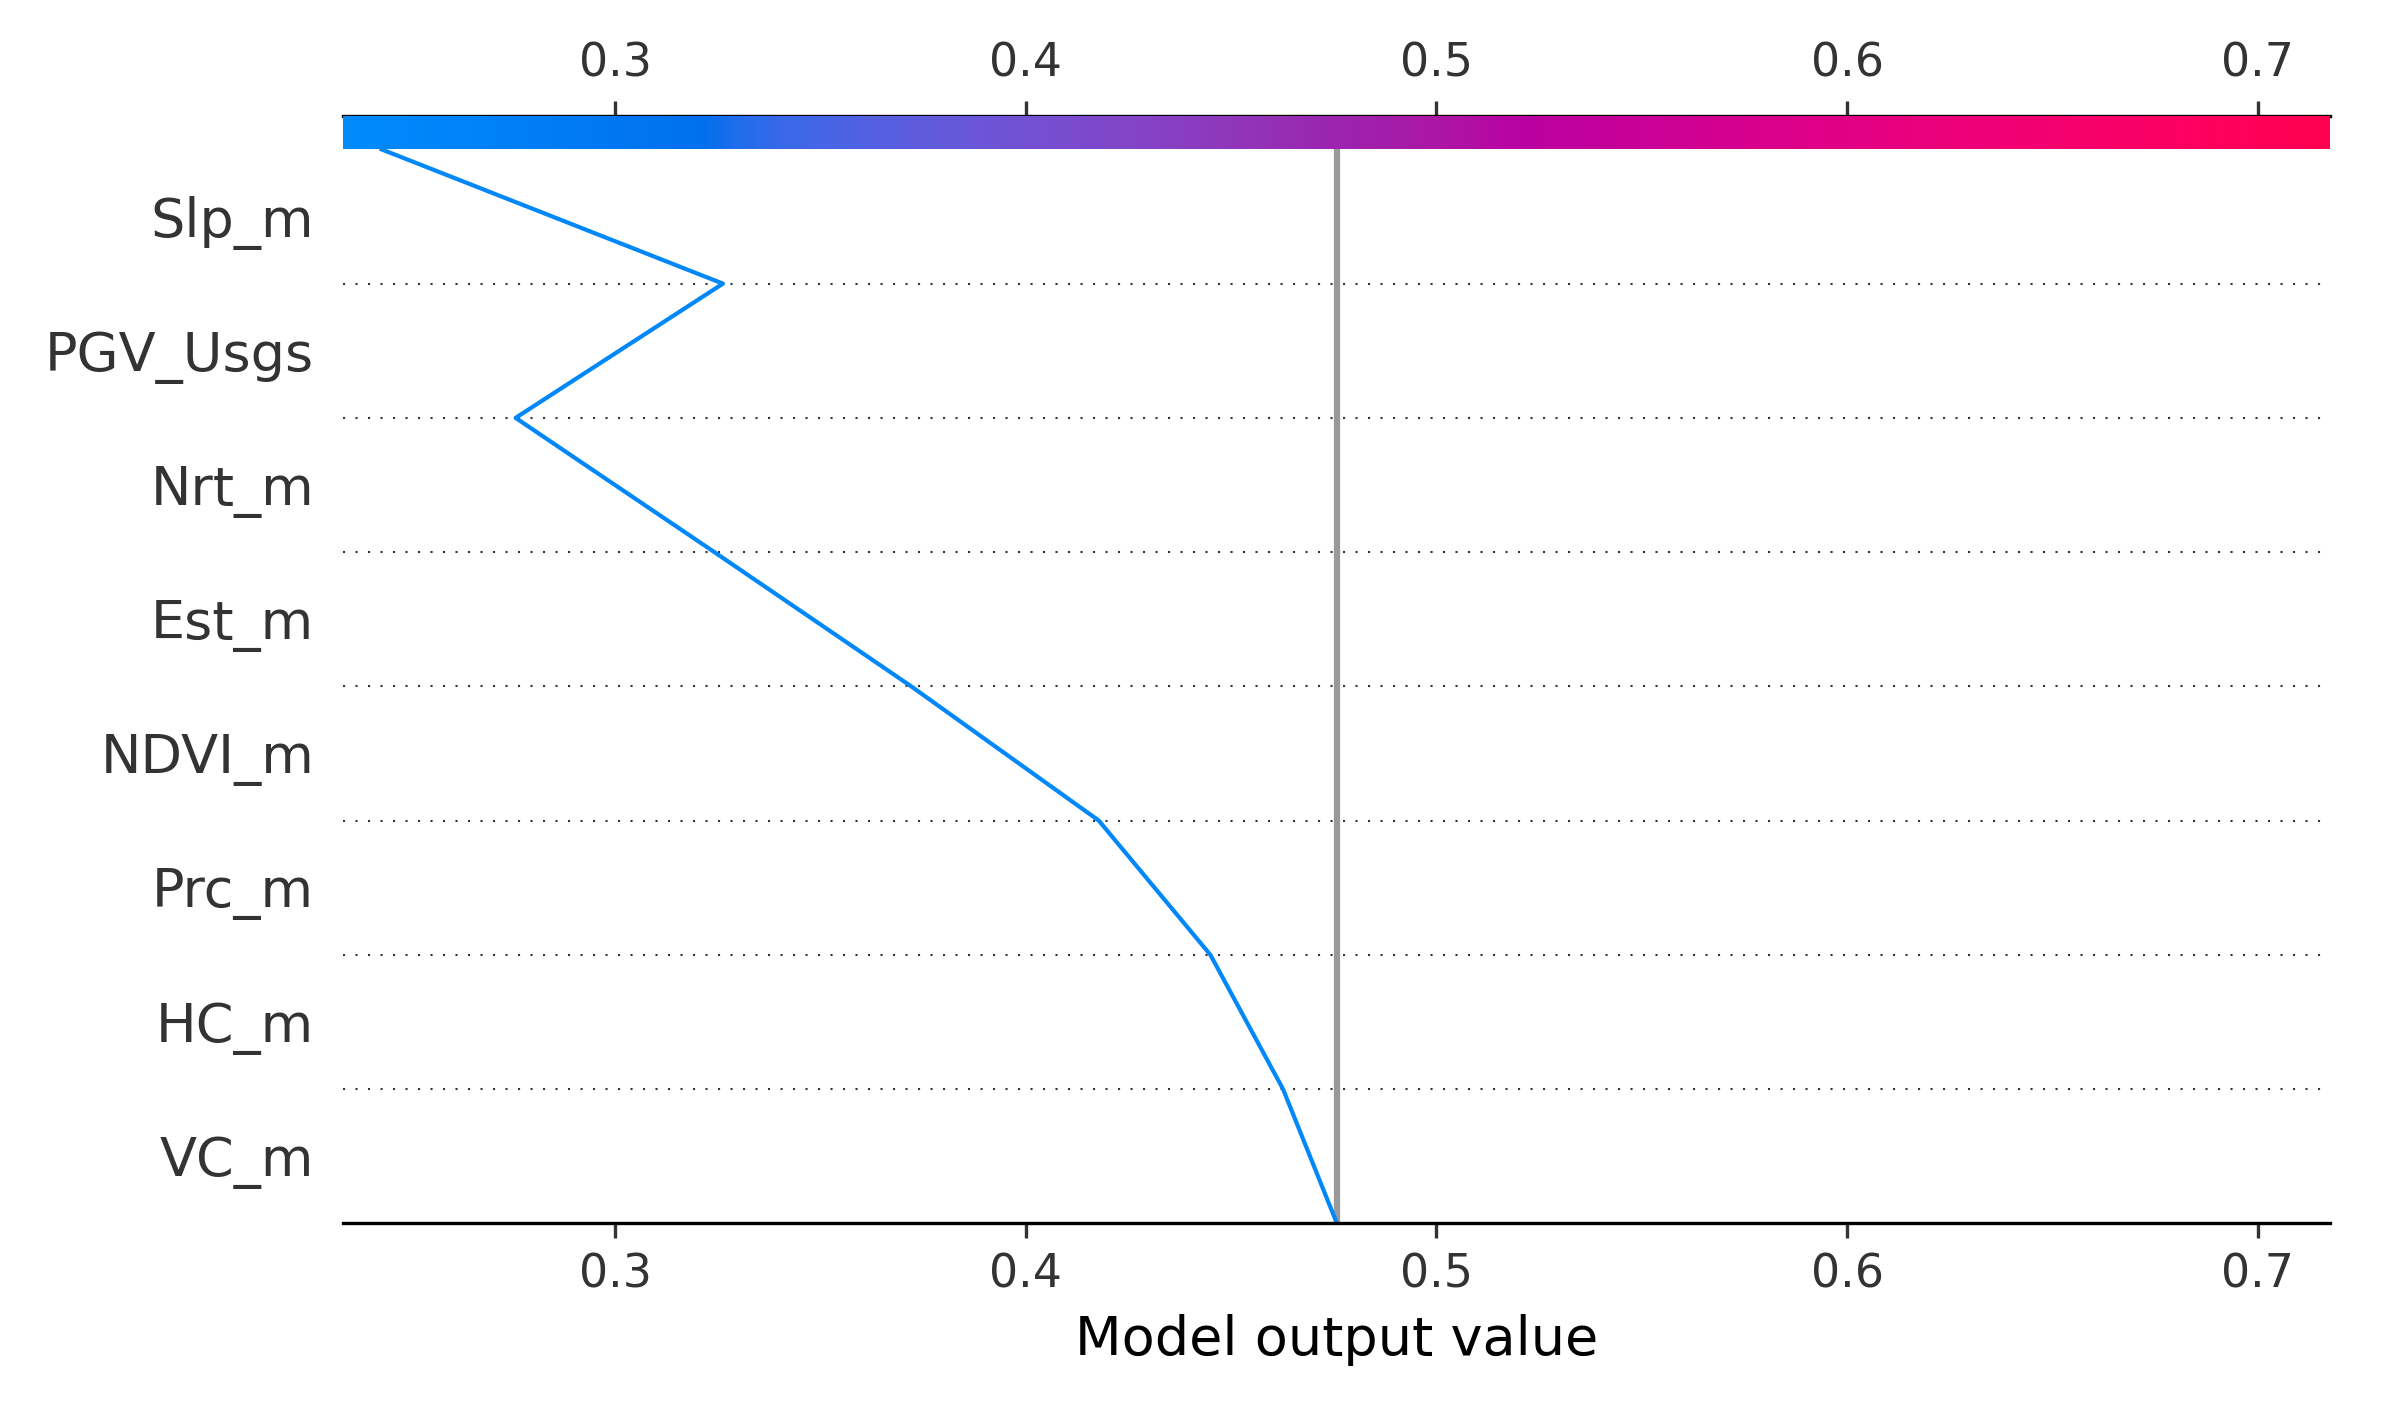 0.3 0.4 0.5 0.6 0.7
Slp_m
PGV_Usgs
Nrt_m
Est_m
NDVI_m
Prc_m
HC_m
VC_m
0.3 0.4 0.5 0.6 0.7
Model output value